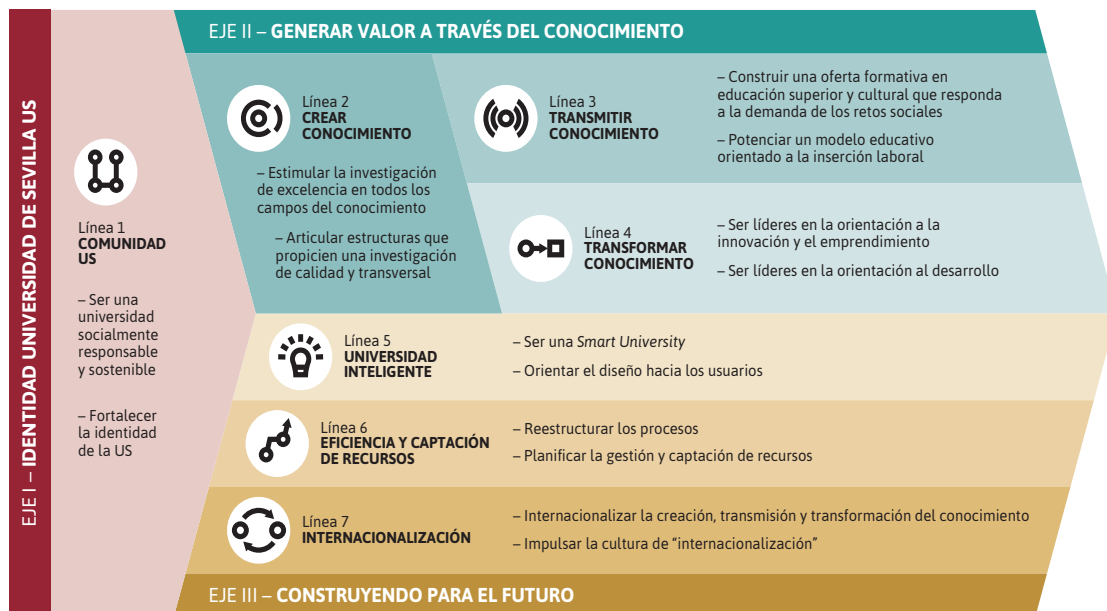 EJE I – IDENTIDAD UNIVERSIDAD DE SEVILLA US
Línea 1
COMUNIDAD
US
– Ser una
universidad
socialmente
responsable
y sostenible
– Fortalecer
la identidad
de la US
EJE II – GENERAR VALOR A TRAVÉS DEL CONOCIMIENTO
Línea 2
CREAR
CONOCIMIENTO
– Estimular la investigación
de excelencia en todos los
campos del conocimiento
– Articular estructuras que
propicien una investigación
de calidad y transversal
Línea 3
TRANSMITIR
CONOCIMIENTO
– Construir una oferta formativa en
educación superior y cultural que responda
a la demanda de los retos sociales
– Potenciar un modelo educativo
orientado a la inserción laboral
Línea 4
TRANSFORMAR
CONOCIMIENTO
– Ser líderes en la orientación a la
innovación y el emprendimiento
– Ser líderes en la orientación al desarrollo
Línea 5
UNIVERSIDAD
INTELIGENTE
– Ser una Smart University
– Orientar el diseño hacia los usuarios
Línea 6
EFICIENCIA Y CAPTACIÓN
DE RECURSOS
– Reestructurar los procesos
– Planificar la gestión y captación de recursos
Línea 7
INTERNACIONALIZACIÓN
– Internacionalizar la creación, transmisión y transformación del conocimiento
– Impulsar la cultura de “internacionalización”
EJE III – CONSTRUYENDO PARA EL FUTURO